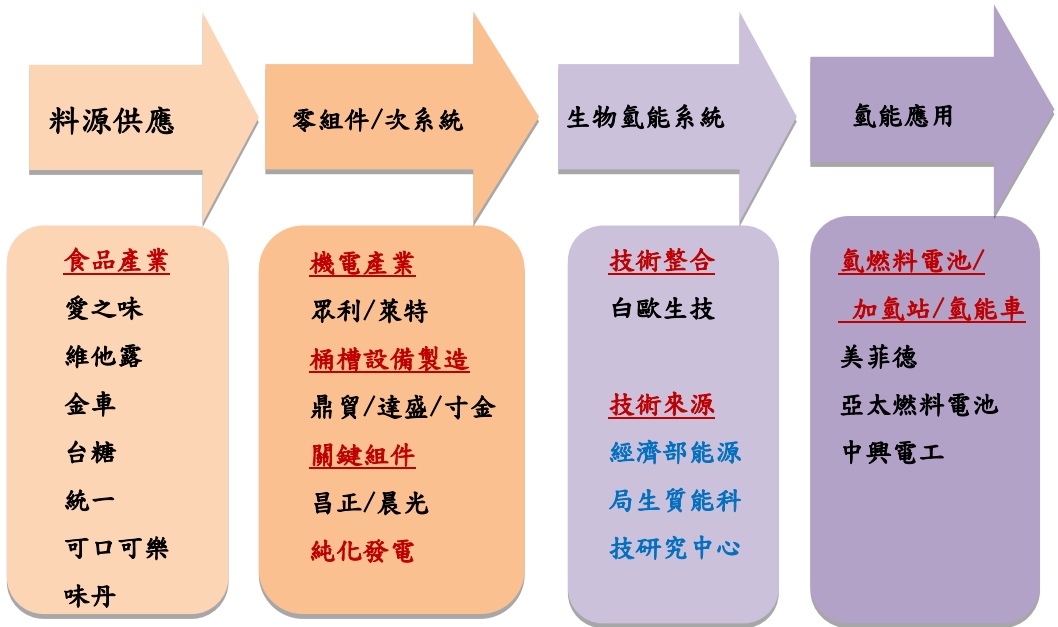 料源供應
食品產業
愛之味
維他露
金車
台糖
統一
可口可樂
味丹
零組件/次系統
機電產業
眾利/萊特
桶槽設備製造
鼎貿/達盛/寸金
關鍵組件
昌正/晨光
純化發電
生物氫能系統
技術整合
白歐生技
技術來源
經濟部能源
局生質能科
技研究中心
氫能應用
氫燃料電池/
加氫站/氫能車
美菲德
亞太燃料電池
中興電工